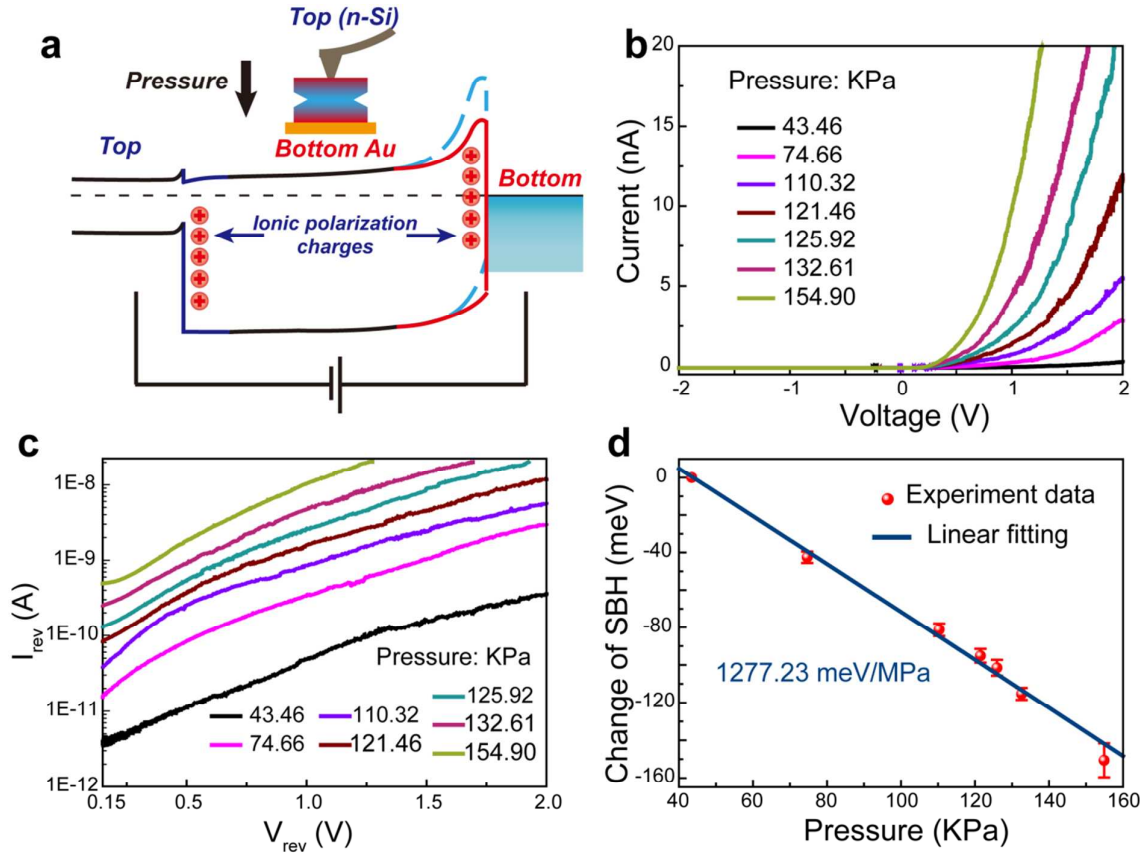 a
Top (n-Si)
Pressure
Bottom Au
Top
Bottom
Ionic polarization
charges
b
20
15
10
5
0
Current (nA)
Pressure: KPa
43.46
74.66
110.32
121.46
125.92
132.61
154.90
-2
-1
0
1
2
Voltage (V)
c
1E-8
1E-9
1E-10
1E-11
1E-12
I_rev (A)
Pressure: KPa
43.46
74.66
110.32
121.46
125.92
132.61
154.90
0.15
0.5
1.0
1.5
2.0
V_rev (V)
d
0
-40
-80
-120
-160
Change of SBH (meV)
Experiment data
Linear fitting
1277.23 meV/MPa
40
60
80
100
120
140
160
Pressure (KPa)